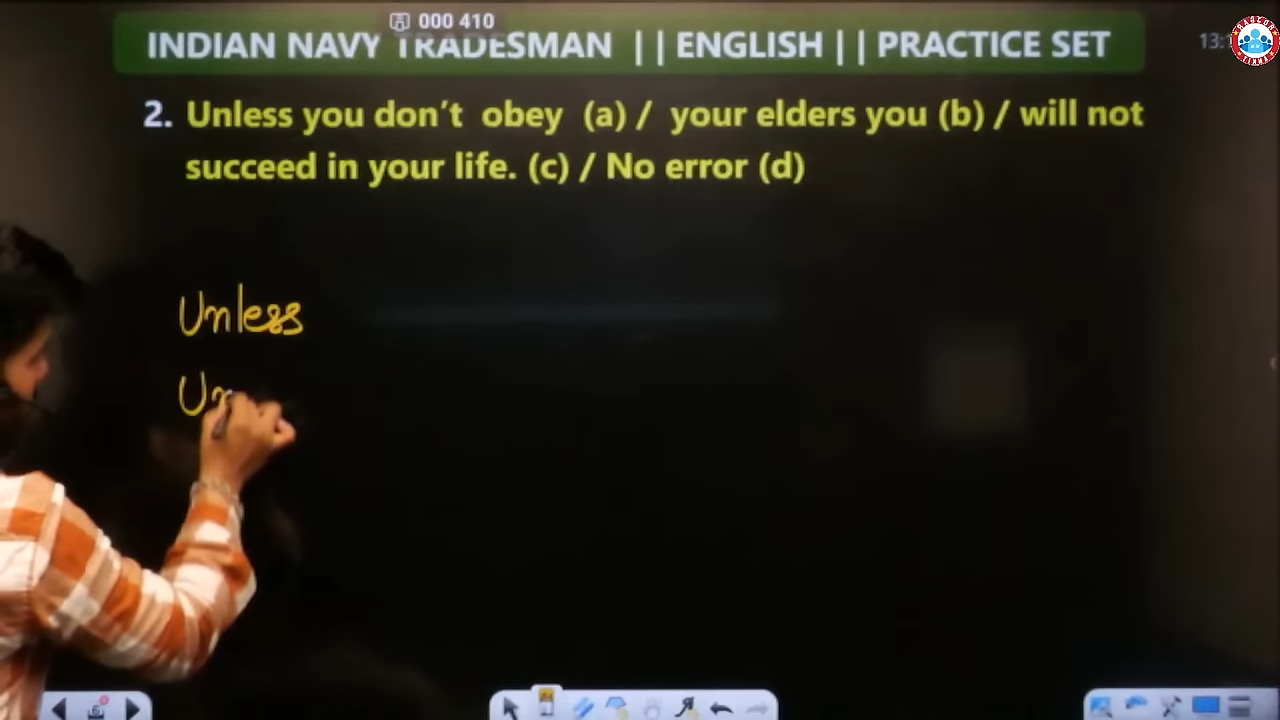 000 410
INDIAN NAVY TRADESMAN || ENGLISH || PRACTICE SET
2. Unless you don't obey (a) / your elders you (b) / will not
succeed in your life. (c) / No error (d)
Unless
Un